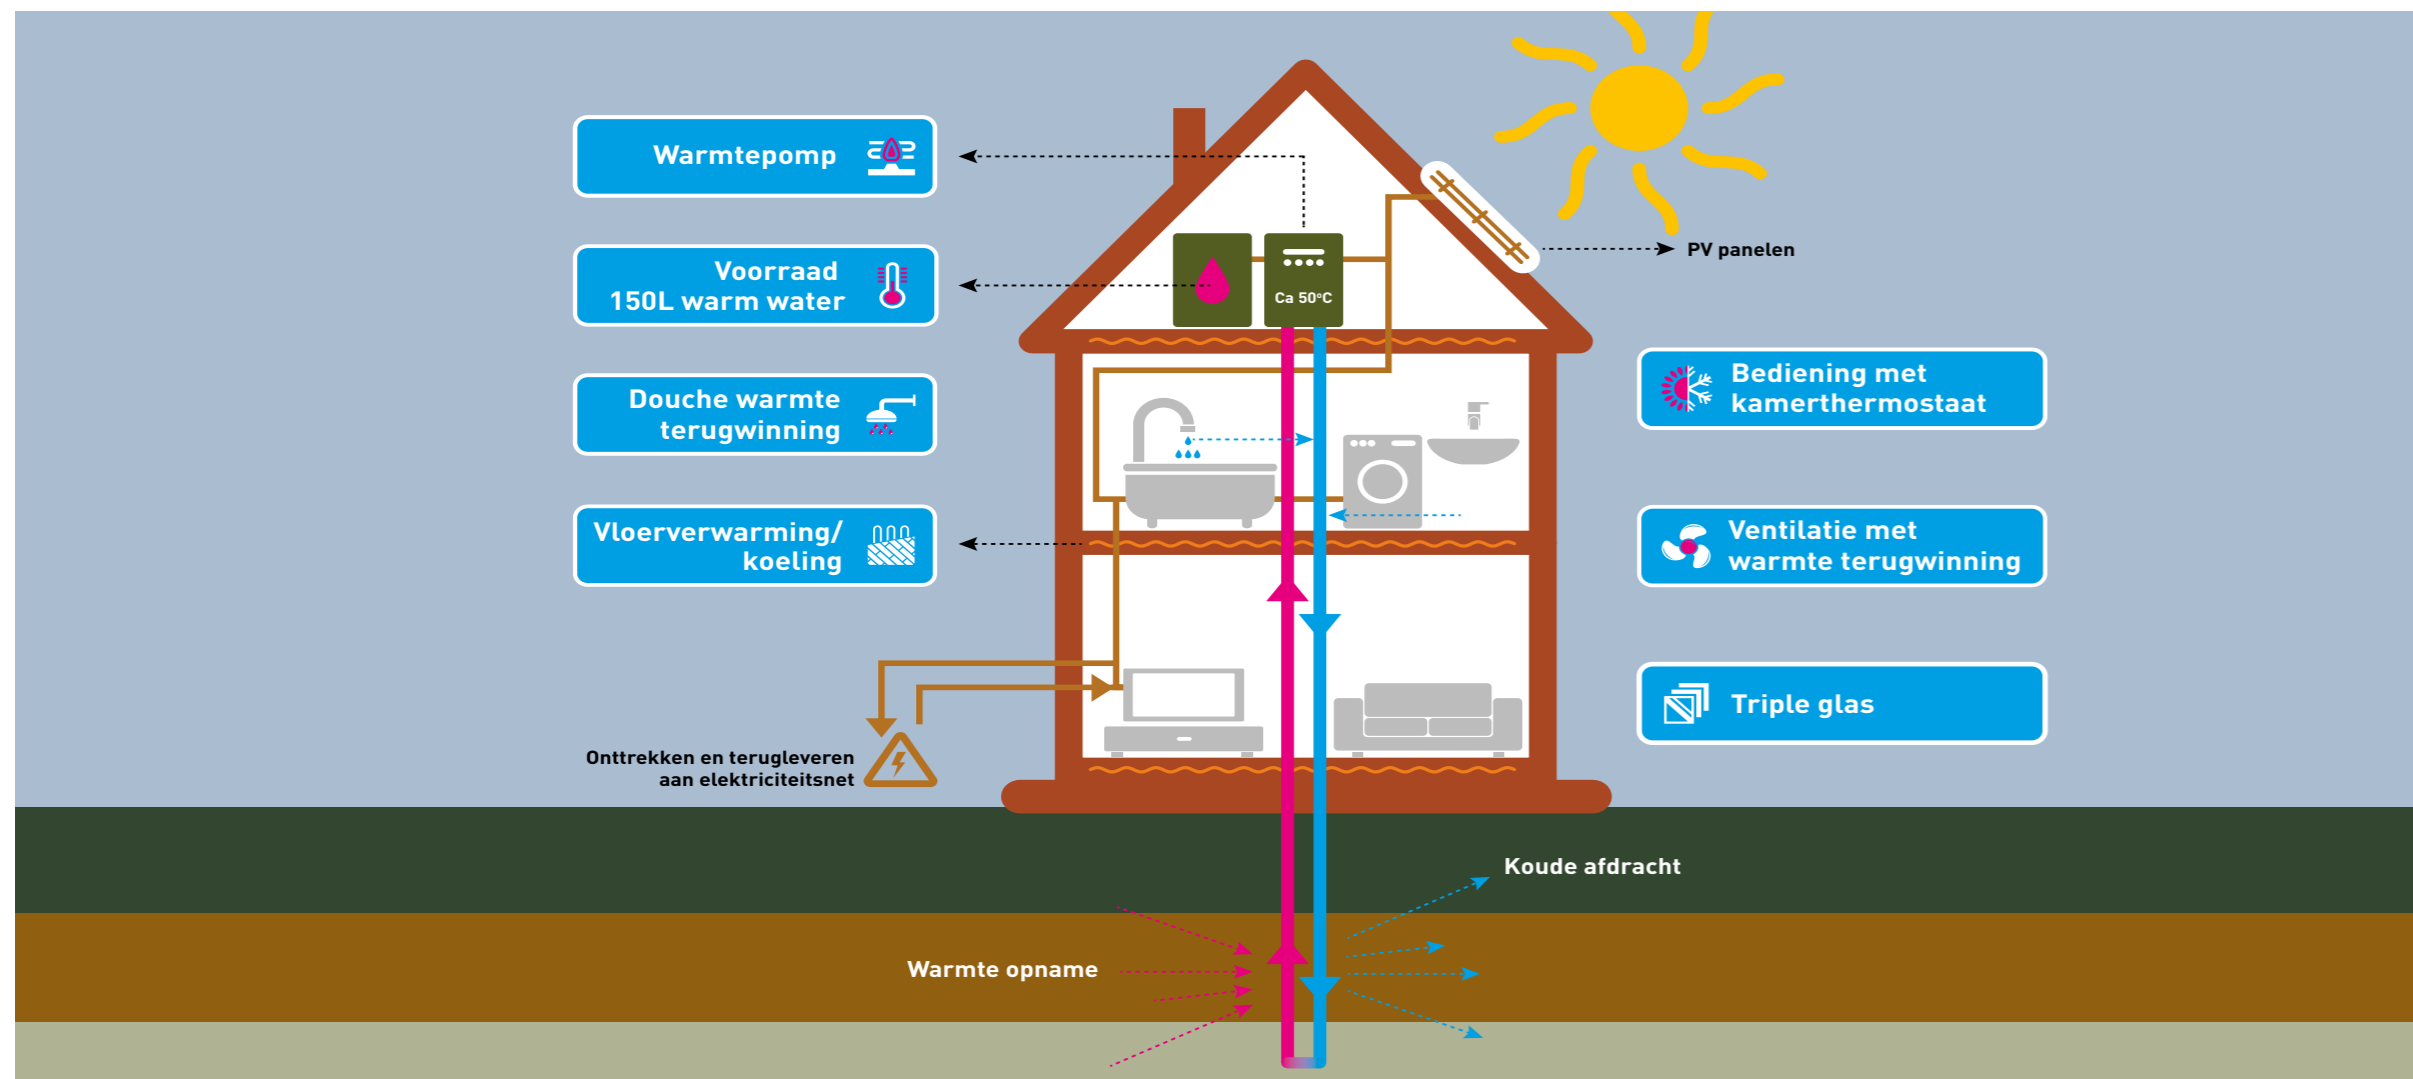 Warmtepomp
Voorraad
150L warm water
Douche warmte
terugwinning
Vloerverwarming/
koeling
Onttrekken en terugleveren
aan elektriciteitsnet
Ca 50°C
PV panelen
Bediening met
kamerthermostaat
Ventilatie met
warmte terugwinning
Triple glas
Koude afdracht
Warmte opname